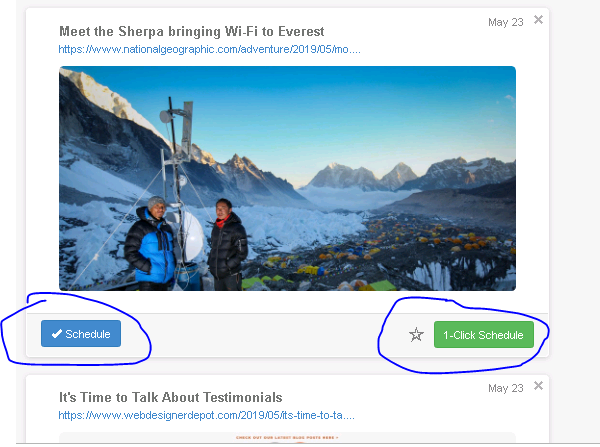 May 23
Meet the Sherpa bringing Wi-Fi to Everest
https://www.nationalgeographic.com/adventure/2019/05/mo....
Schedule
1-Click Schedule
May 23
It's Time to Talk About Testimonials
https://www.webdesignerdepot.com/2019/05/its-time-to-ta....
CHECK OUT OUR LATEST BLOG POSTS HERE >